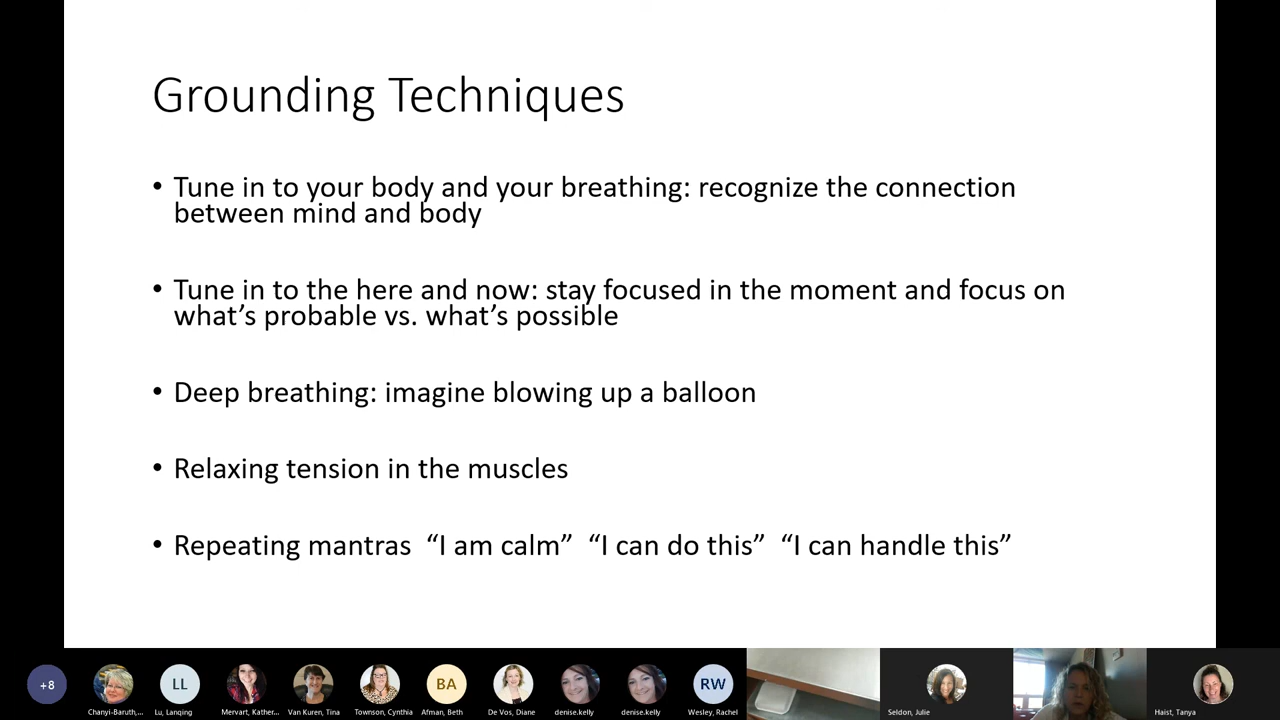 Grounding Techniques
• Tune in to your body and your breathing: recognize the connection
between mind and body
• Tune in to the here and now: stay focused in the moment and focus on
what’s probable vs. what’s possible
• Deep breathing: imagine blowing up a balloon
• Relaxing tension in the muscles
• Repeating mantras “I am calm” “I can do this” “I can handle this”
+8
LL
BA
RW
Chanyi-Baruth,...
Lu, Lanqing
Mervart, Kather...
Van Kuren, Tina
Townson, Cynthia
Afman, Beth
De Vos, Diane
denise.kelly
denise.kelly
Wesley, Rachel
Seldon, Julie
Haist, Tanya